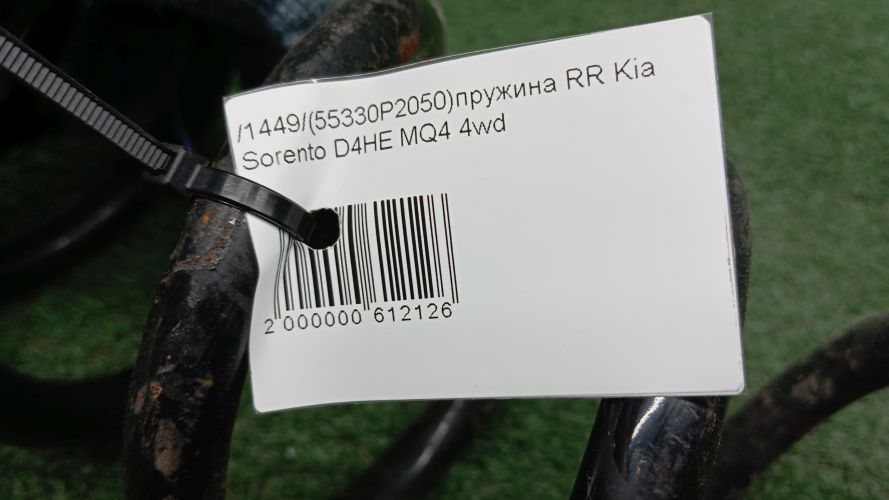 /1449/(55330P2050)пружина RR Kia
Sorento D4HE MQ4 4wd
2 000000 612126